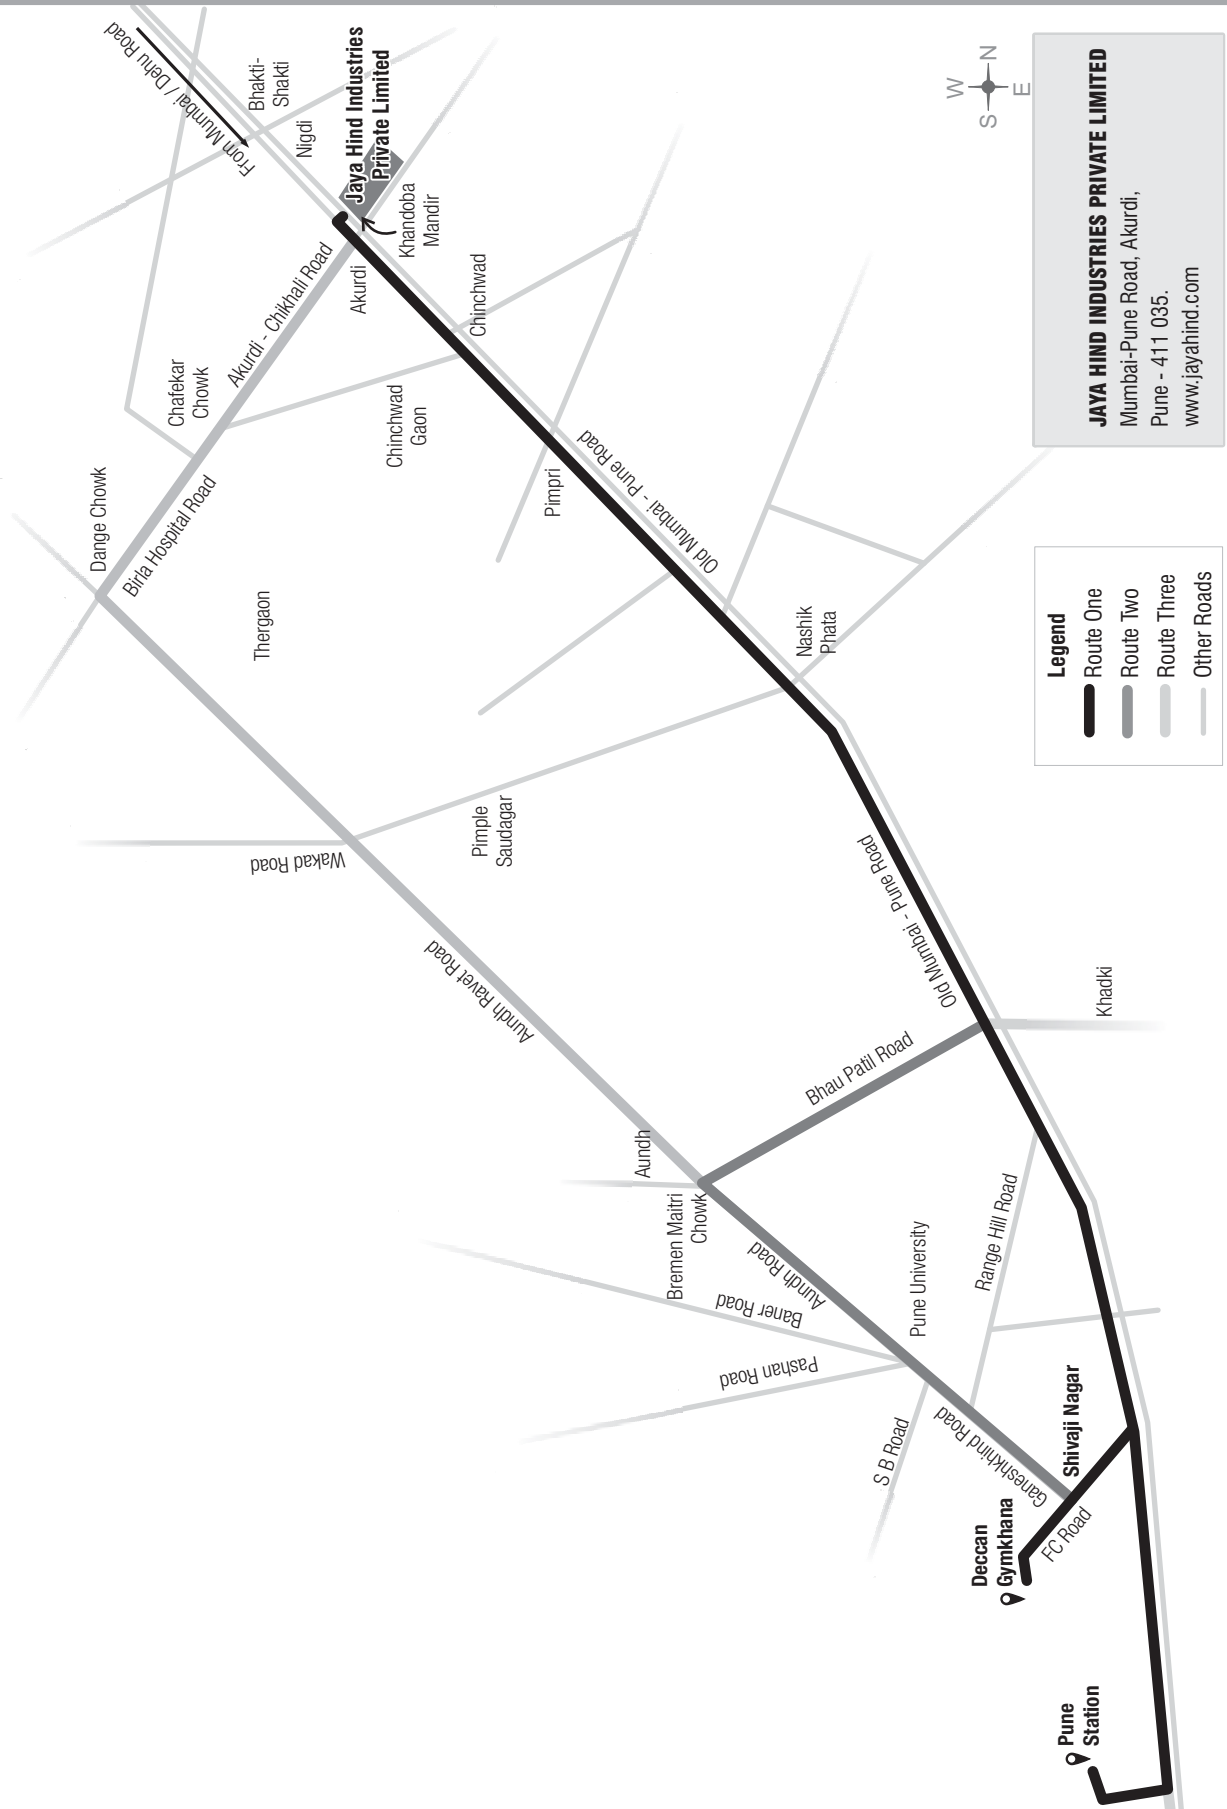 From Mumbai / Dehu Road
Bhakti-
Shakti
Nigdi
Jaya Hind Industries
Private Limited
Khandoba
Mandir
Akurdi
Akurdi - Chikhali Road
Chafekar
Chowk
Chinchwad
Chinchwad
Gaon
Dange Chowk
Birla Hospital Road
Pimpri
Old Mumbai - Pune Road
Thergaon
Nashik
Phata
Wakad Road
Pimple
Saudagar
Aundh Ravet Road
Old Mumbai - Pune Road
Khadki
Bhau Patil Road
Aundh
Bremen Maitri
Chowk
Aundh Road
Baner Road
Pashan Road
Pune University
Range Hill Road
S B Road
Ganeshkhind Road
Shivaji Nagar
FC Road
Deccan
Gymkhana
Pune
Station
W
N
S
E
JAYA HIND INDUSTRIES PRIVATE LIMITED
Mumbai-Pune Road, Akurdi,
Pune - 411 035.
www.jayahind.com
Legend
Route One
Route Two
Route Three
Other Roads